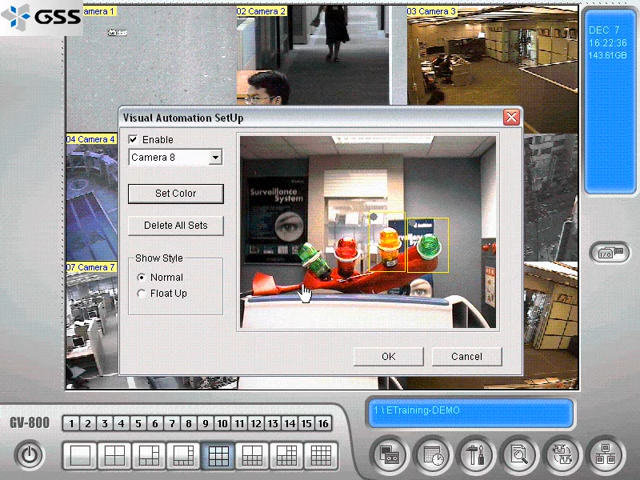 GSS
a 1
02 Camera 2
03 Camera 3
DEC 7
16:22:36
143.61GB
Visual Automation SetUp
Enable
04 Camera 4
Camera 8
Set Color
Surveillance
System
Delete All Sets
Show Style
Normal
07 Camera 7
Float Up
OK
Cancel
GV-800
1 2 3 4 5 6 7 8 9 10 11 12 13 14 15 16
1 \ ETraining-DEMO